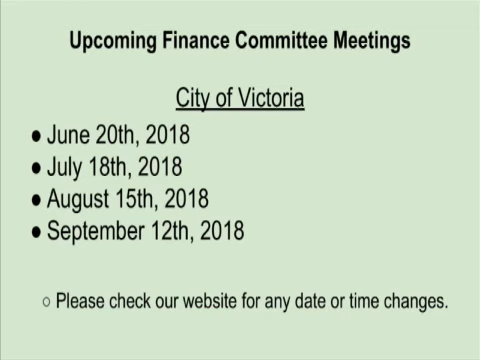 Upcoming Finance Committee Meetings
City of Victoria
● June 20th, 2018
● July 18th, 2018
● August 15th, 2018
● September 12th, 2018
○ Please check our website for any date or time changes.